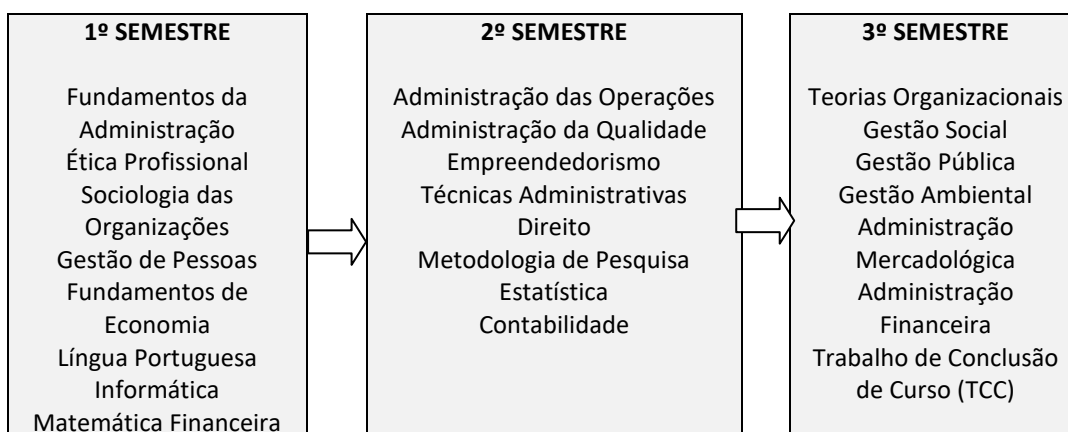 1º SEMESTRE
Fundamentos da
Administração
Ética Profissional
Sociologia das
Organizações
Gestão de Pessoas
Fundamentos de
Economia
Língua Portuguesa
Informática
Matemática Financeira
2º SEMESTRE
Administração das Operações
Administração da Qualidade
Empreendedorismo
Técnicas Administrativas
Direito
Metodologia de Pesquisa
Estatística
Contabilidade
3º SEMESTRE
Teorias Organizacionais
Gestão Social
Gestão Pública
Gestão Ambiental
Administração
Mercadológica
Administração
Financeira
Trabalho de Conclusão
de Curso (TCC)